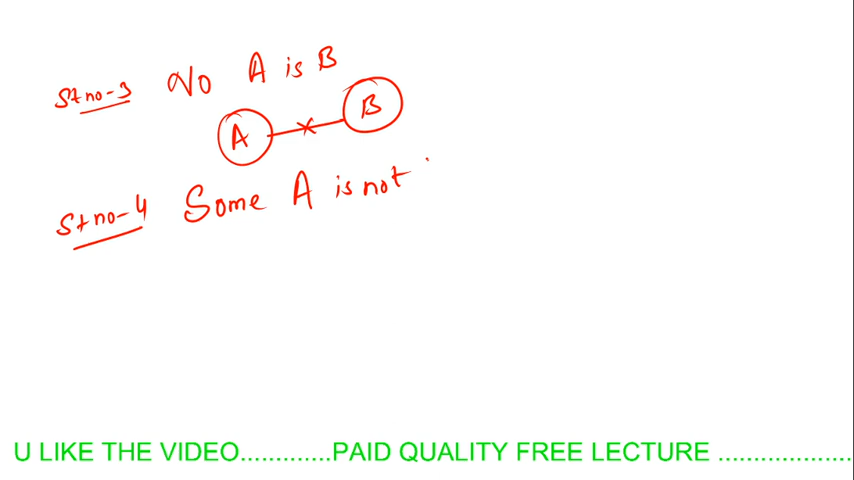 St no-3 No A is B
A B
St no-4 Some A is not
U LIKE THE VIDEO.............PAID QUALITY FREE LECTURE ...................